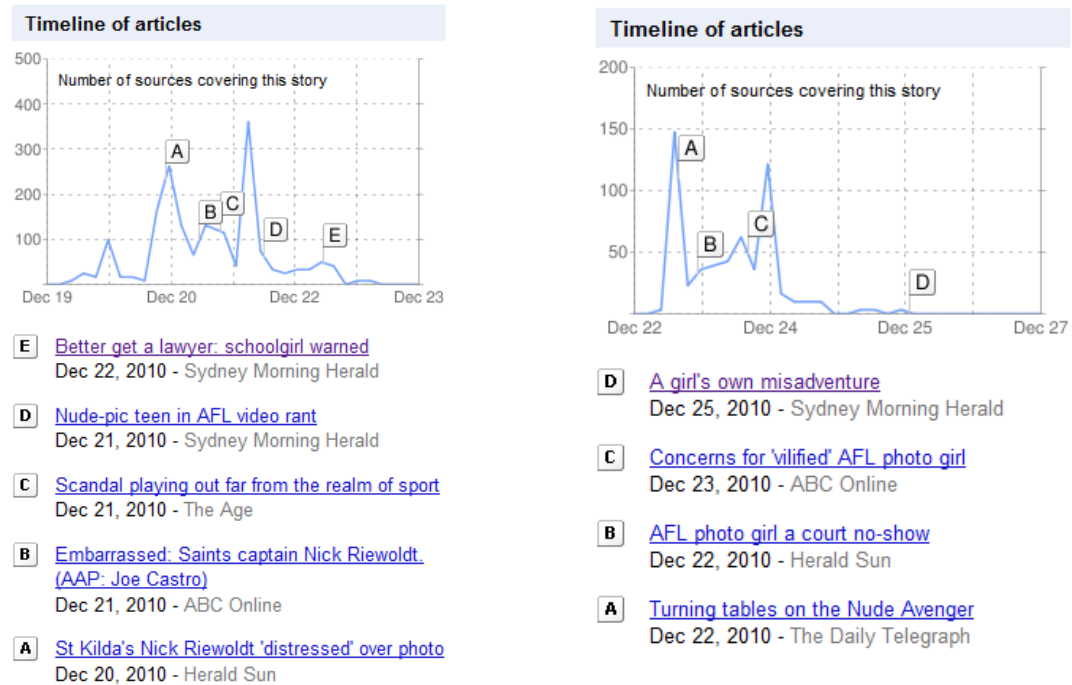 Timeline of articles
500
Number of sources covering this story
400
A
300
B
C
200
D
E
100
Dec 19
Dec 20
Dec 22
Dec 23
E Better get a lawyer: schoolgirl warned
Dec 22, 2010 - Sydney Morning Herald
D Nude-pic teen in AFL video rant
Dec 21, 2010 - Sydney Morning Herald
C Scandal playing out far from the realm of sport
Dec 21, 2010 - The Age
B Embarrassed: Saints captain Nick Riewoldt.
(AAP: Joe Castro)
Dec 21, 2010 - ABC Online
A St Kilda's Nick Riewoldt 'distressed' over photo
Dec 20, 2010 - Herald Sun
Timeline of articles
200
Number of sources covering this story
150
A
100
C
B
50
D
Dec 22
Dec 24
Dec 25
Dec 27
D A girl's own misadventure
Dec 25, 2010 - Sydney Morning Herald
C Concerns for 'vilified' AFL photo girl
Dec 23, 2010 - ABC Online
B AFL photo girl a court no-show
Dec 22, 2010 - Herald Sun
A Turning tables on the Nude Avenger
Dec 22, 2010 - The Daily Telegraph